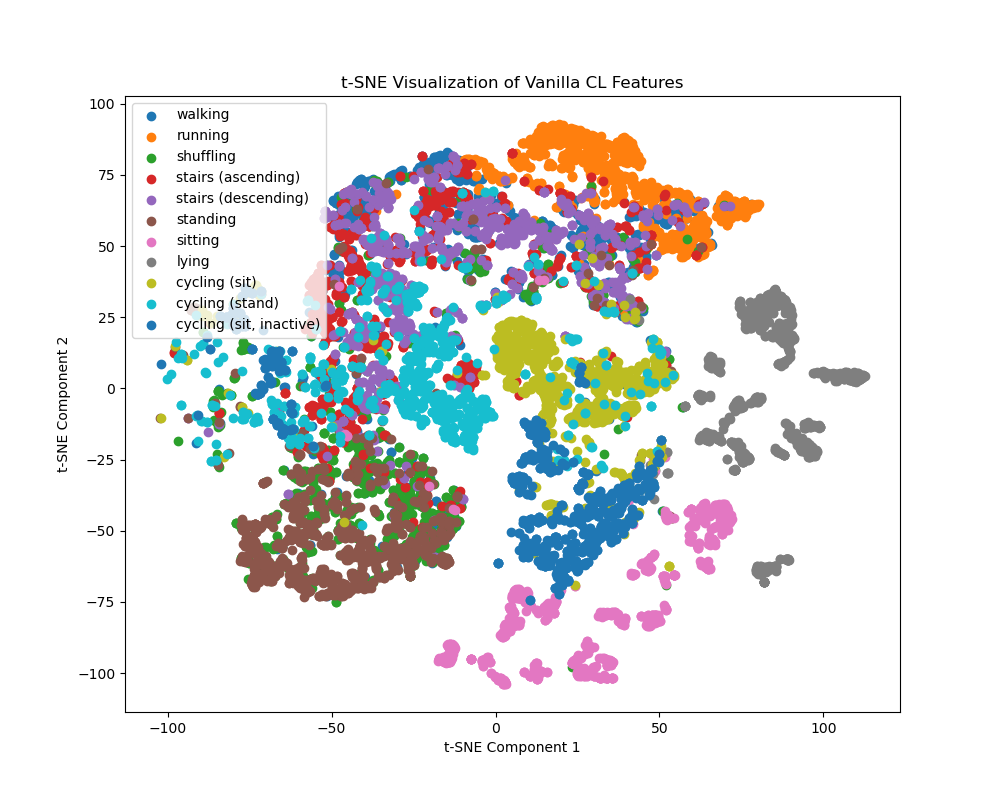 t-SNE Visualization of Vanilla CL Features
walking
running
shuffling
stairs (ascending)
stairs (descending)
standing
sitting
lying
cycling (sit)
cycling (stand)
cycling (sit, inactive)
100
75
50
25
0
−25
−50
−75
−100
t-SNE Component 2
−100
−50
0
50
100
t-SNE Component 1